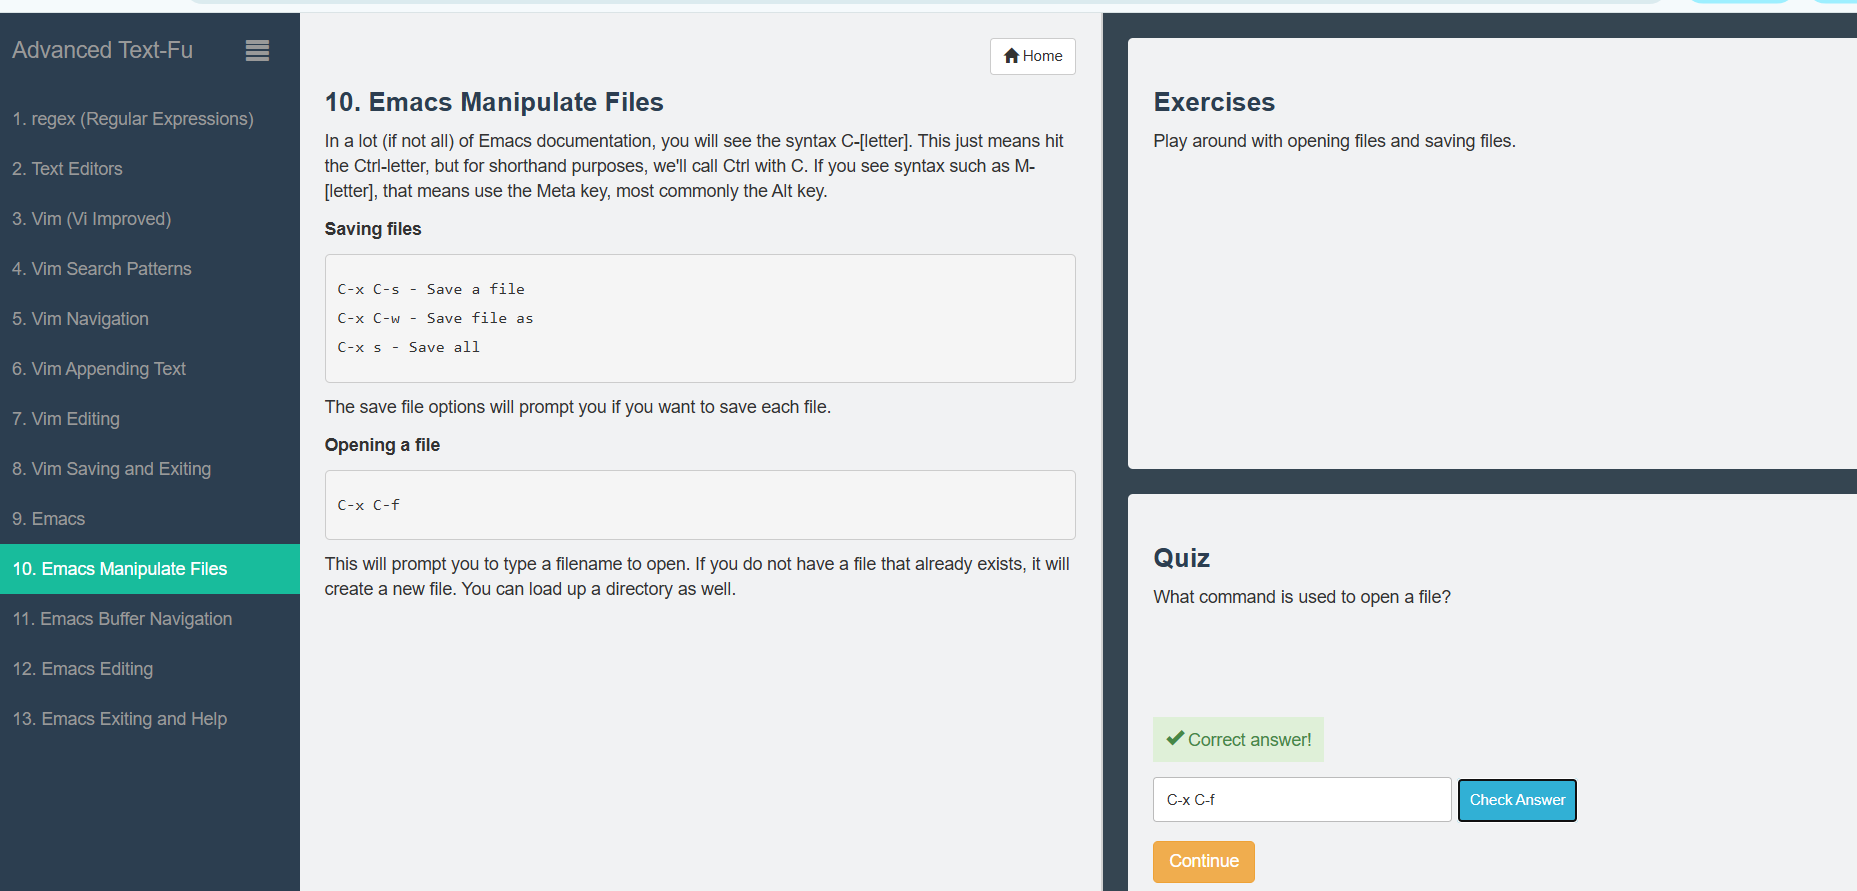 Advanced Text-Fu
1. regex (Regular Expressions)
2. Text Editors
3. Vim (Vi Improved)
4. Vim Search Patterns
5. Vim Navigation
6. Vim Appending Text
7. Vim Editing
8. Vim Saving and Exiting
9. Emacs
10. Emacs Manipulate Files
11. Emacs Buffer Navigation
12. Emacs Editing
13. Emacs Exiting and Help
Home
10. Emacs Manipulate Files
In a lot (if not all) of Emacs documentation, you will see the syntax C-[letter]. This just means hit
the Ctrl-letter, but for shorthand purposes, we'll call Ctrl with C. If you see syntax such as M-
[letter], that means use the Meta key, most commonly the Alt key.
Saving files
C-x C-s - Save a file
C-x C-w - Save file as
C-x s - Save all
The save file options will prompt you if you want to save each file.
Opening a file
C-x C-f
This will prompt you to type a filename to open. If you do not have a file that already exists, it will
create a new file. You can load up a directory as well.
Exercises
Play around with opening files and saving files.
Quiz
What command is used to open a file?
Correct answer!
C-x C-f
Check Answer
Continue